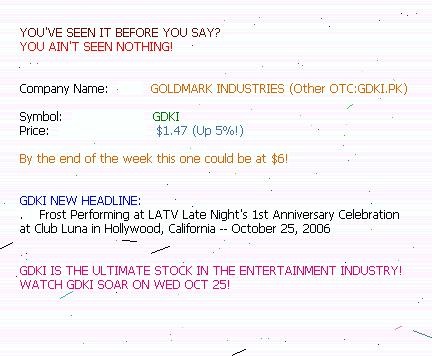 YOU'VE SEEN IT BEFORE YOU SAY?
YOU AIN'T SEEN NOTHING!
Company Name: GOLDMARK INDUSTRIES (Other OTC:GDKI.PK)
Symbol: GDKI
Price: $1.47 (Up 5%!)
By the end of the week this one could be at $6!
GDKI NEW HEADLINE:
. Frost Performing at LATV Late Night's 1st Anniversary Celebration
at Club Luna in Hollywood, California -- October 25, 2006
GDKI IS THE ULTIMATE STOCK IN THE ENTERTAINMENT INDUSTRY!
WATCH GDKI SOAR ON WED OCT 25!